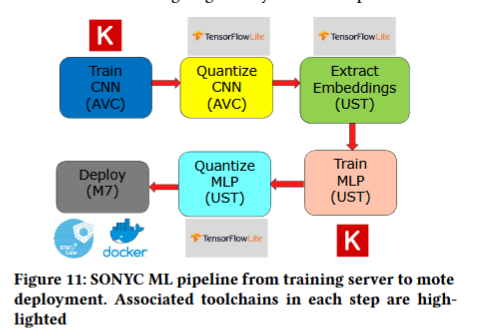 K
TensorFlowLite
TensorFlowLite
Train
CNN
(AVC)
Quantize
CNN
(AVC)
Extract
Embeddings
(UST)
Deploy
(M7)
Quantize
MLP
(UST)
Train
MLP
(UST)
docker
TensorFlowLite
K
Figure 11: SONYC ML pipeline from training server to mote
deployment. Associated toolchains in each step are high-
lighted